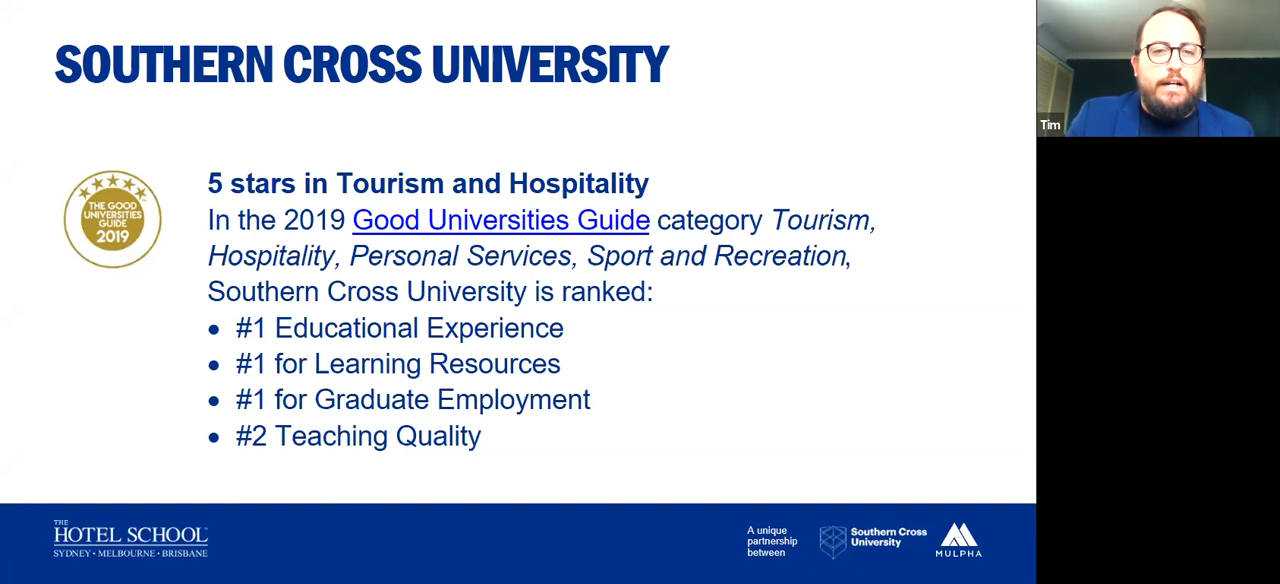 SOUTHERN CROSS UNIVERSITY
THE GOOD
UNIVERSITIES
GUIDE
2019
5 stars in Tourism and Hospitality
In the 2019 Good Universities Guide category Tourism,
Hospitality, Personal Services, Sport and Recreation,
Southern Cross University is ranked:
• #1 Educational Experience
• #1 for Learning Resources
• #1 for Graduate Employment
• #2 Teaching Quality
THE
HOTEL SCHOOL
SYDNEY • MELBOURNE • BRISBANE
A unique
partnership
between
Southern Cross
University
MULPHA
Tim